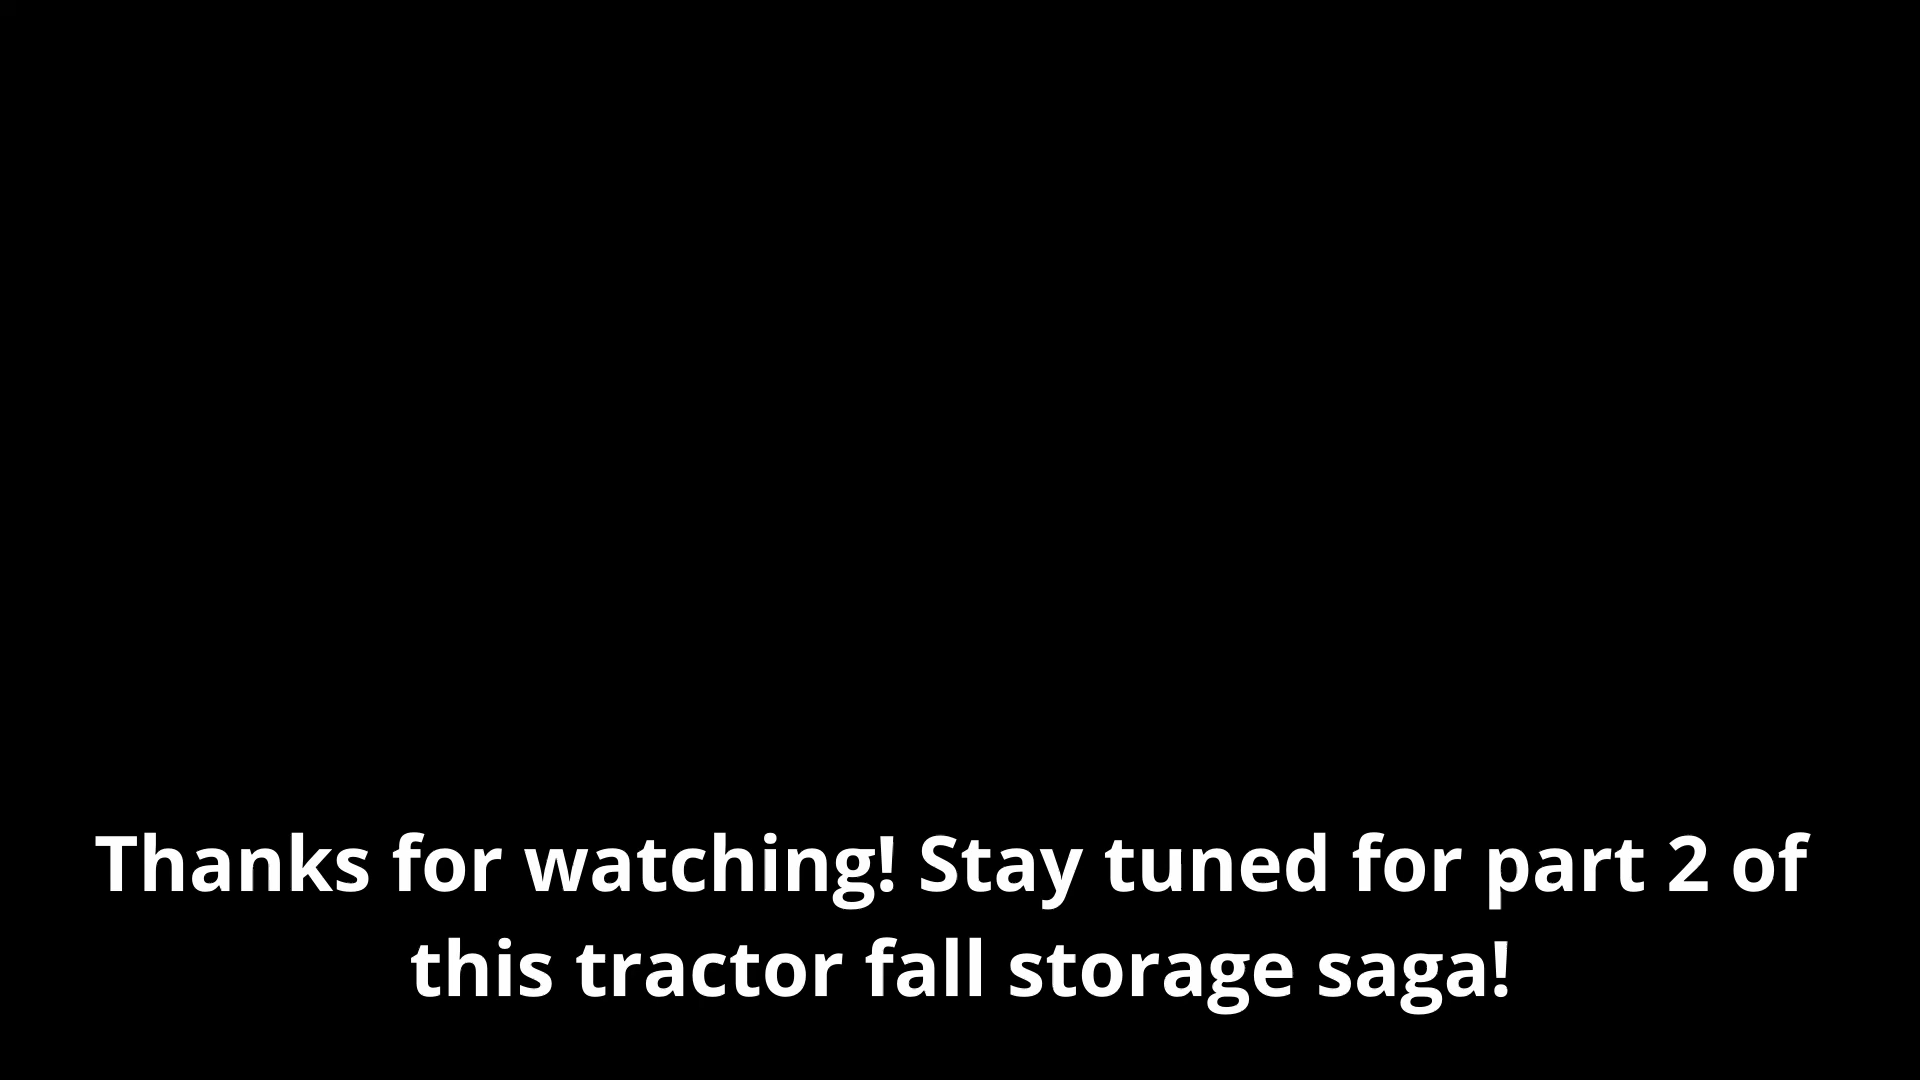 Thanks for watching! Stay tuned for part 2 of
this tractor fall storage saga!